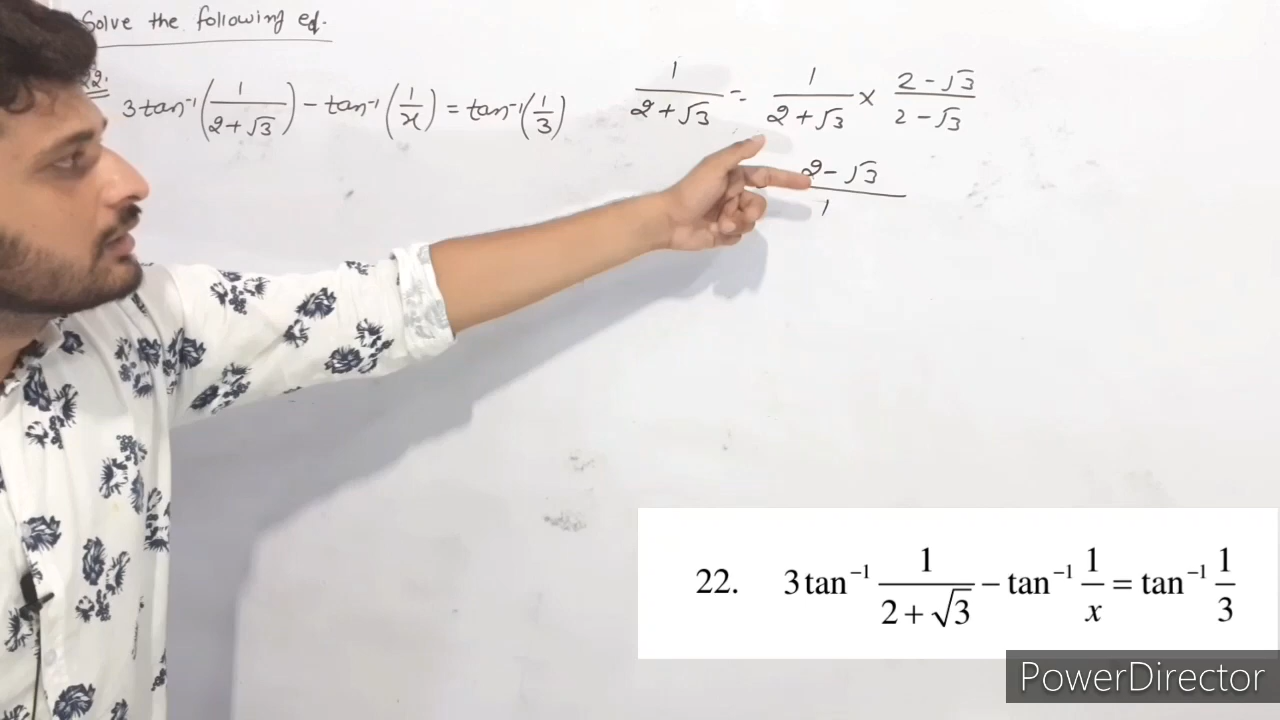 Solve the following eq.
22.
3tan⁻¹(1/(2+√3)) - tan⁻¹(1/x) = tan⁻¹(1/3)
1/(2+√3) = 1/(2+√3) × (2-√3)/(2-√3)
(2-√3)/1
22. 3 tan⁻¹ 1/(2+√3) − tan⁻¹ 1/x = tan⁻¹ 1/3
PowerDirector